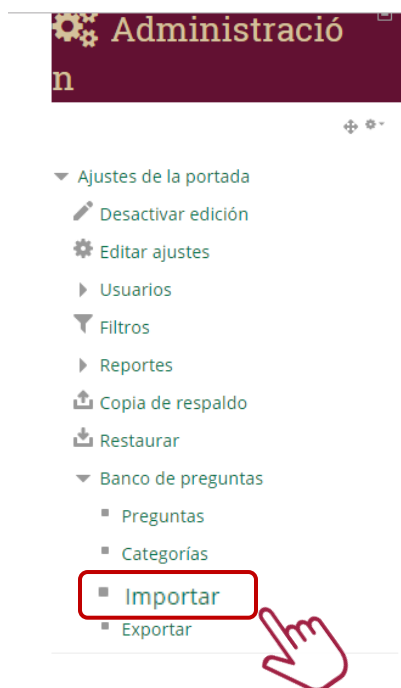 Administració
n
Ajustes de la portada
Desactivar edición
Editar ajustes
Usuarios
Filtros
Reportes
Copia de respaldo
Restaurar
Banco de preguntas
Preguntas
Categorías
Importar
Exportar